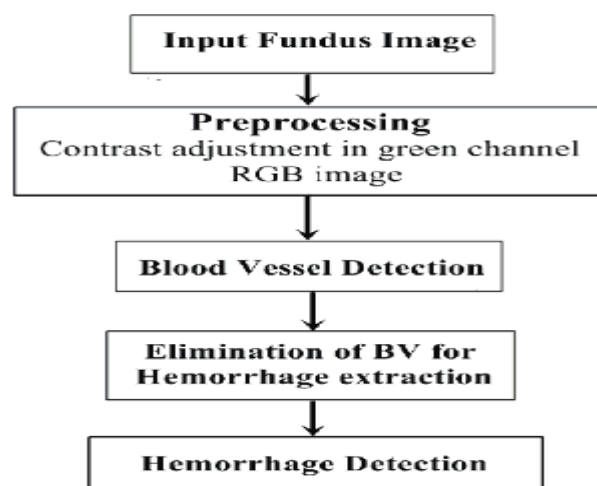 Input Fundus Image
Preprocessing
Contrast adjustment in green channel
RGB image
Blood Vessel Detection
Elimination of BV for
Hemorrhage extraction
Hemorrhage Detection